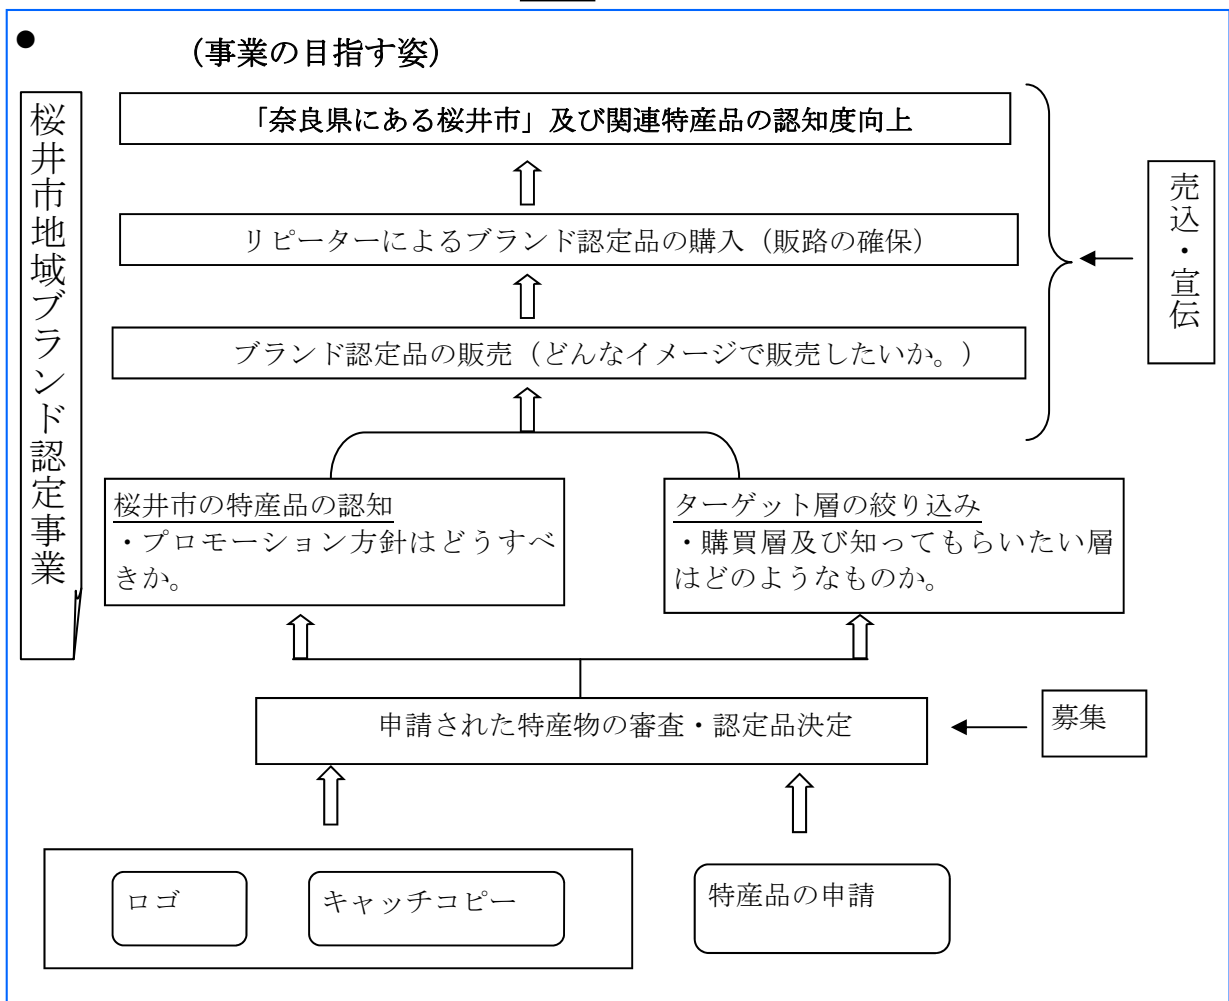 ● (事業の目指す姿)
桜井市地域ブランド認定事業
「奈良県にある桜井市」及び関連特産品の認知度向上
リピーターによるブランド認定品の購入(販路の確保)
ブランド認定品の販売(どんなイメージで販売したいか。)
売込・宣伝
桜井市の特産品の認知
・プロモーション方針はどうすべ
きか。
ターゲット層の絞り込み
・購買層及び知ってもらいたい層
はどのようなものか。
申請された特産物の審査・認定品決定
募集
ロゴ
キャッチコピー
特産品の申請